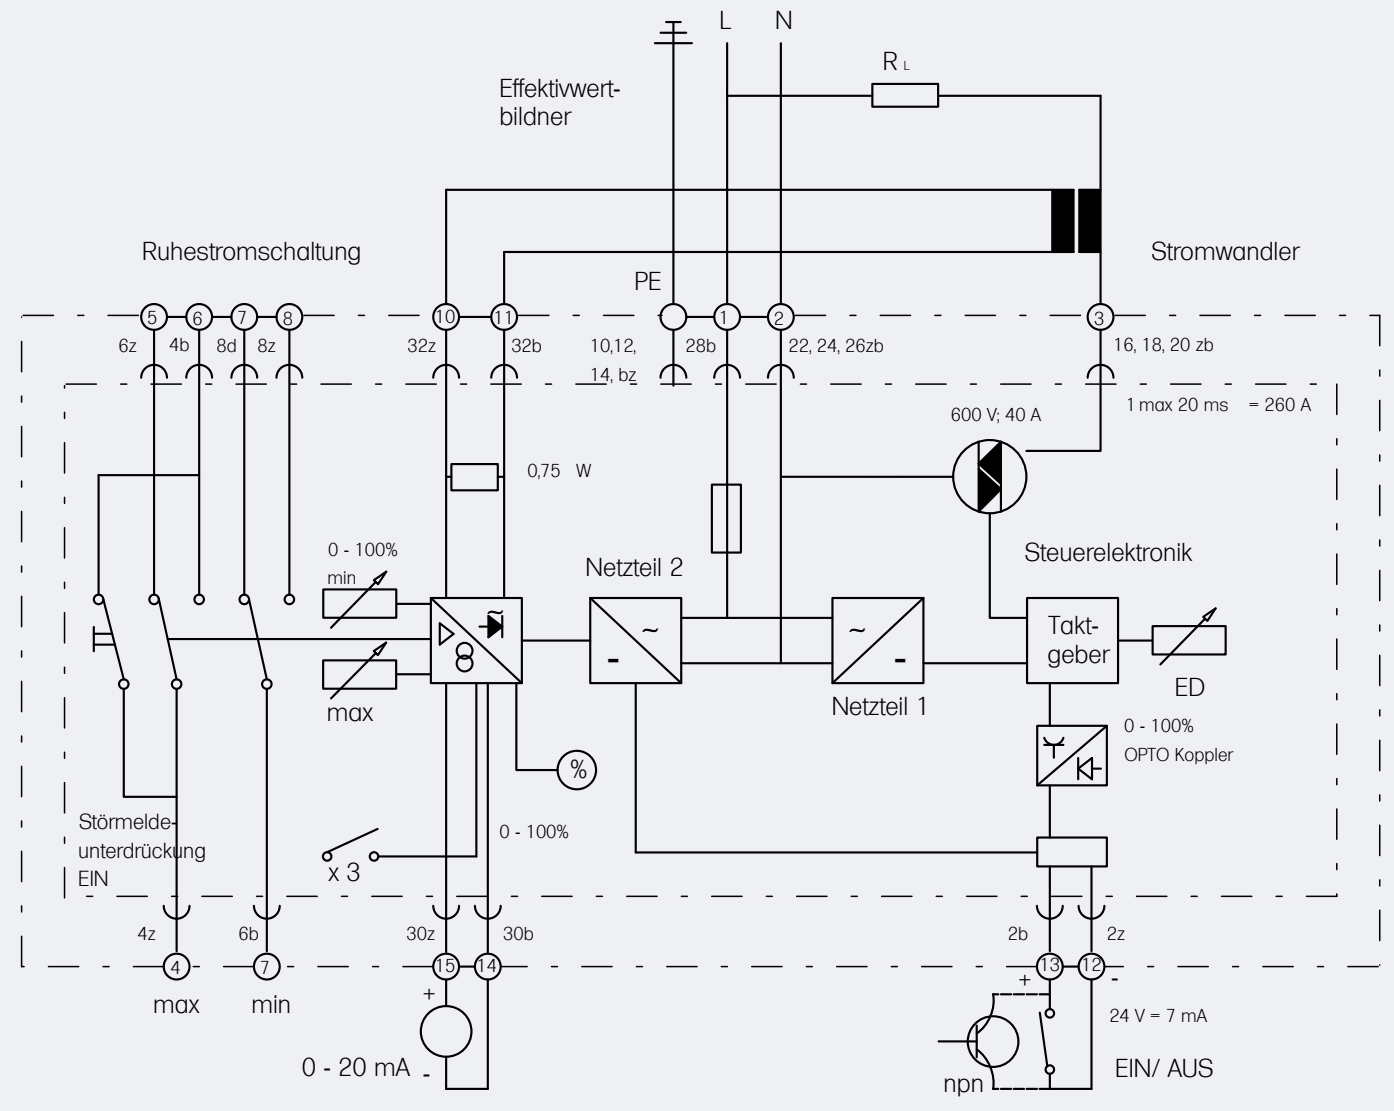 L N
R L
Effektivwert-
bildner
Ruhestromschaltung
Stromwandler
PE
5 6 7 8 10 11 1 2 3
6z 4b 8d 8z 32z 32b 10,12, 28b 22, 24, 26zb 16, 18, 20 zb
14, bz
1 max 20 ms = 260 A
600 V; 40 A
0,75 W
0 - 100%
min
Netzteil 2
Steuerelektronik
~ ~
- -
Takt-
geber
max
Netzteil 1
ED
0 - 100%
OPTO Koppler
%
Störmelde-
unterdrückung
EIN
0 - 100%
x 3
4z 6b 30z 30b 2b 2z
4 7 15 14 13 12
max min
+ + -
24 V = 7 mA
0 - 20 mA -
npn
EIN/ AUS